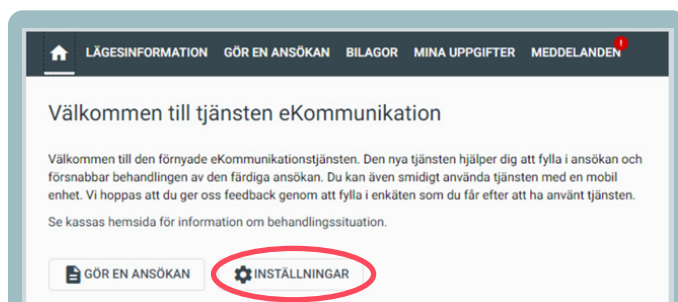 LÄGESINFORMATION GÖR EN ANSÖKAN BILAGOR MINA UPPGIFTER MEDDELANDEN !
Välkommen till tjänsten eKommunikation
Välkommen till den förnyade eKommunikationstjänsten. Den nya tjänsten hjälper dig att fylla i ansökan och
försnabbar behandlingen av den färdiga ansökan. Du kan även smidigt använda tjänsten med en mobil
enhet. Vi hoppas att du ger oss feedback genom att fylla i enkäten som du får efter att ha använt tjänsten.
Se kassas hemsida för information om behandlingssituation.
GÖR EN ANSÖKAN INSTÄLLNINGAR